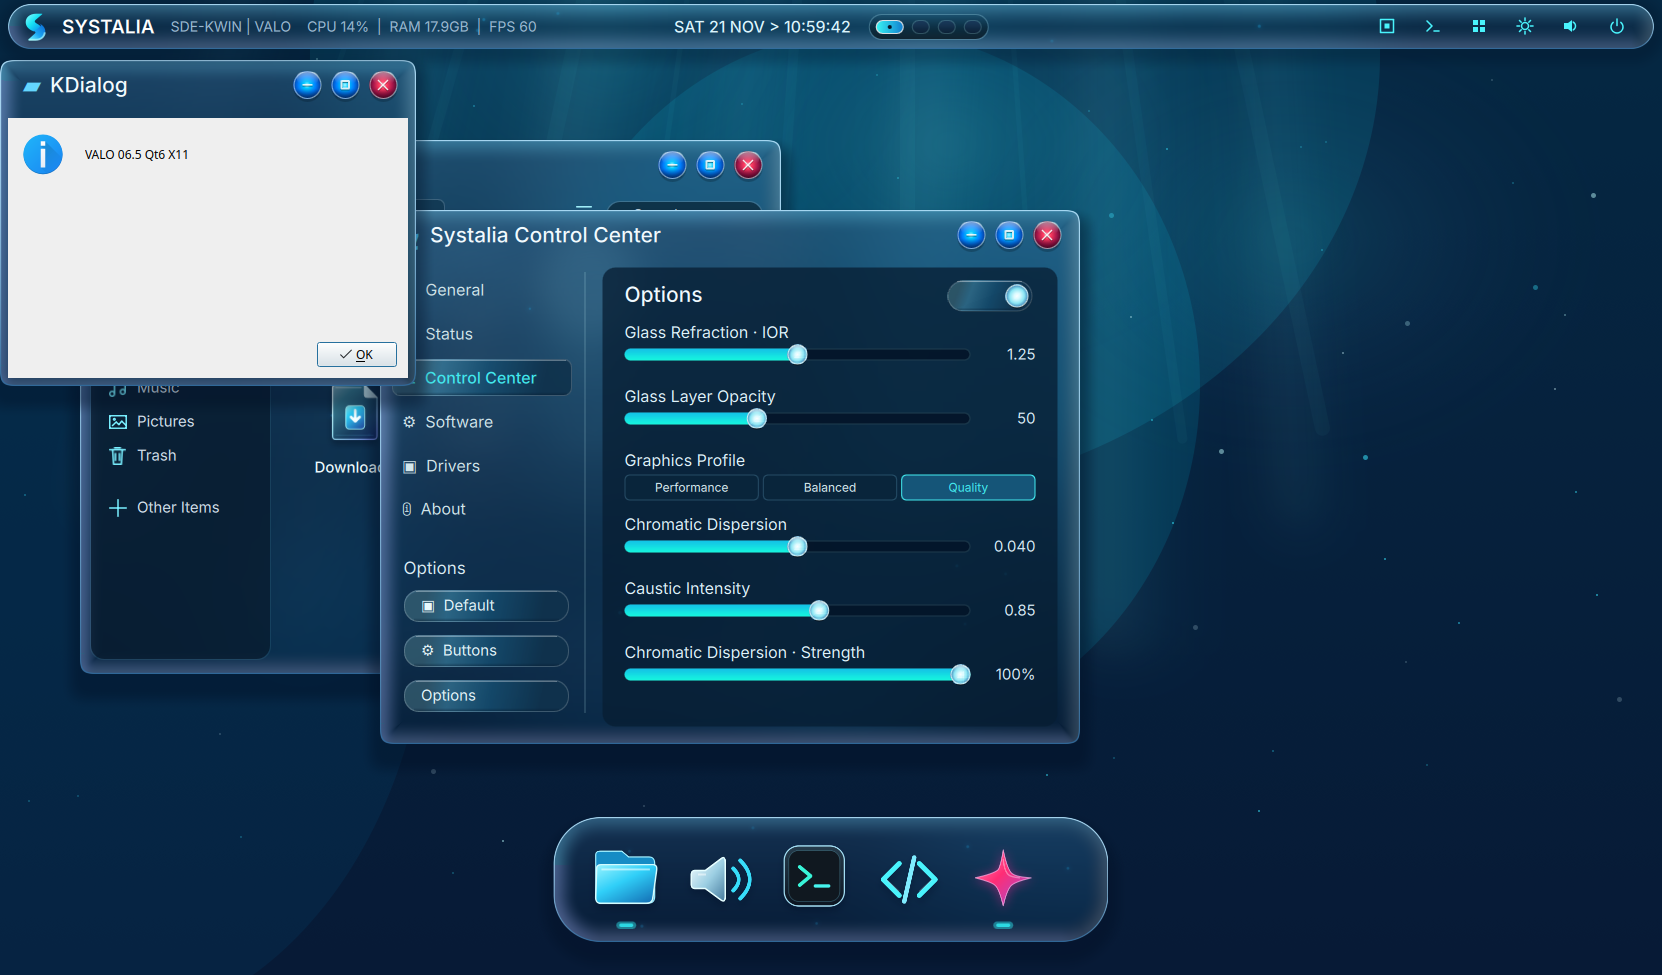 SYSTALIA SDE-KWIN | VALO CPU 14% | RAM 17.9GB | FPS 60 SAT 21 NOV > 10:59:42
KDialog
VALO 06.5 Qt6 X11
OK
Music
Pictures
Trash
Other Items
Downloa
Systalia Control Center
General
Status
Control Center
Software
Drivers
About
Options
Default
Buttons
Options
Options
Glass Refraction · IOR
1.25
Glass Layer Opacity
50
Graphics Profile
Performance Balanced Quality
Chromatic Dispersion
0.040
Caustic Intensity
0.85
Chromatic Dispersion · Strength
100%